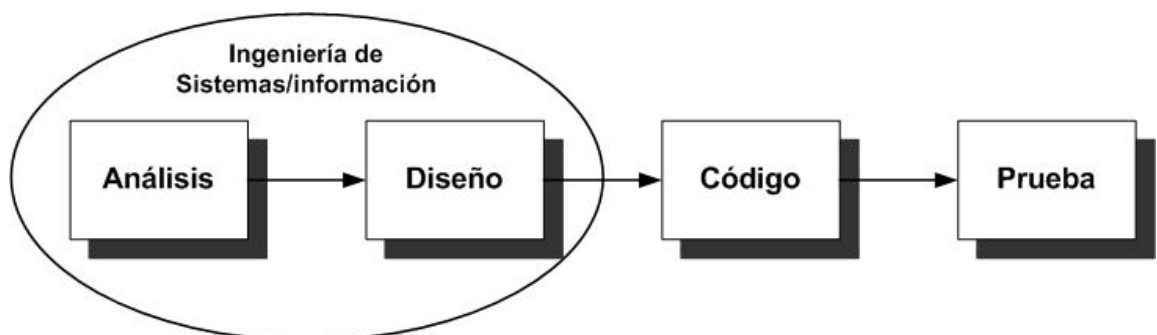 Ingeniería de
Sistemas/información
Análisis
Diseño
Código
Prueba